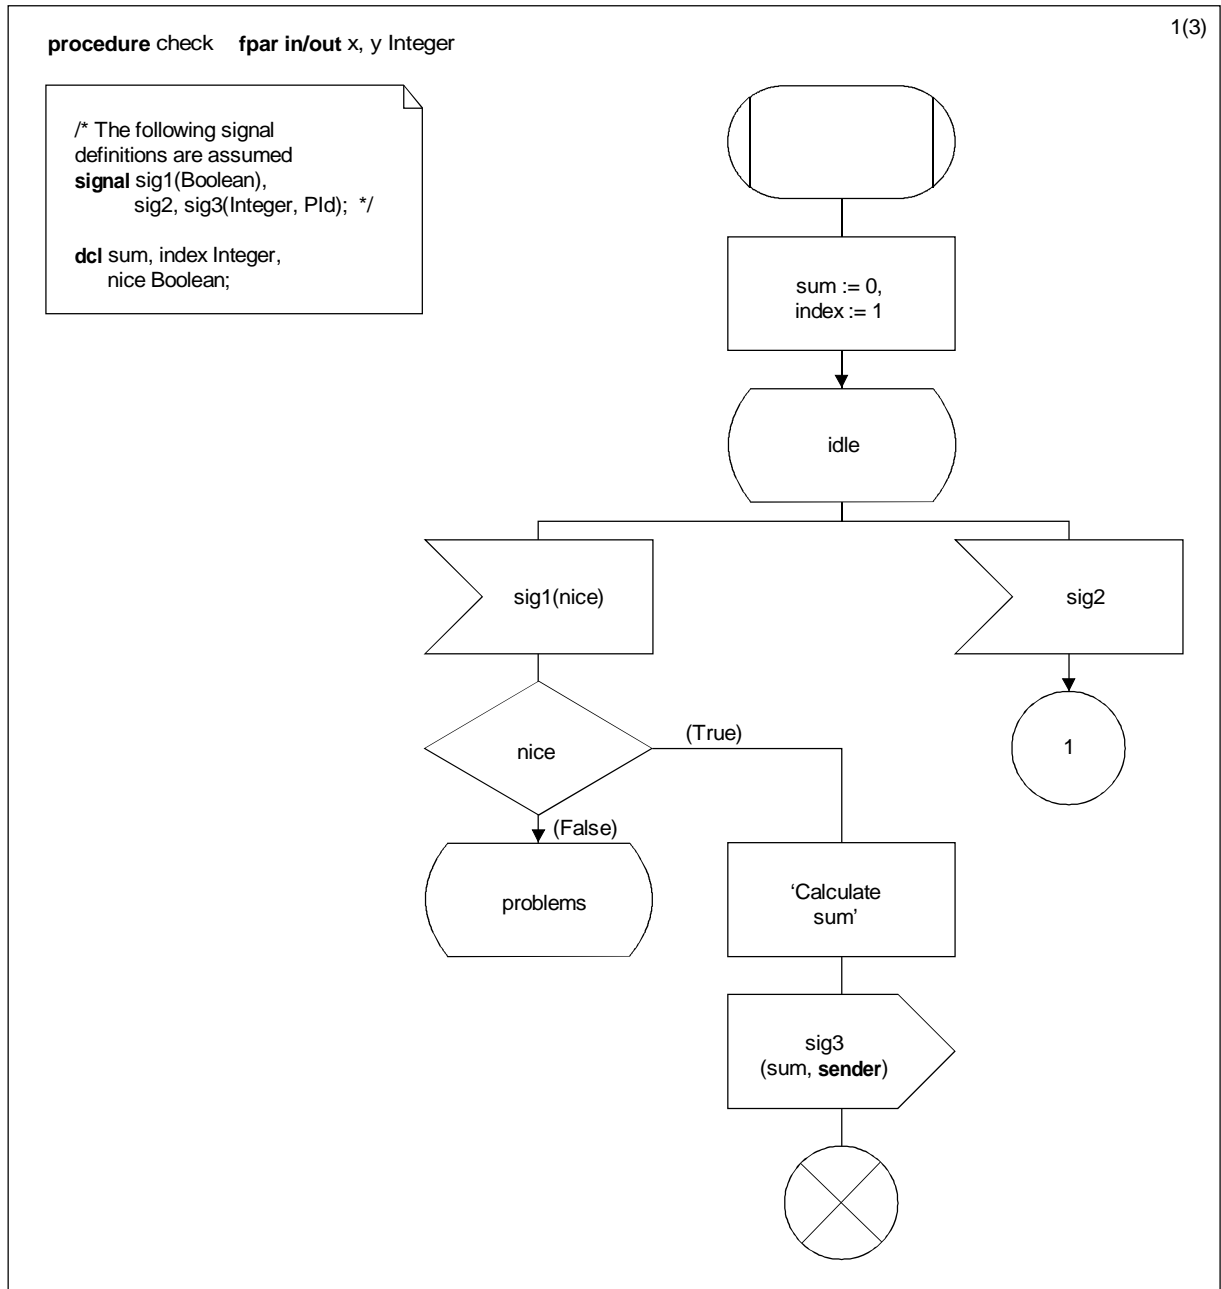 1(3)
procedure check fpar in/out x, y Integer
/* The following signal
definitions are assumed
signal sig1(Boolean),
sig2, sig3(Integer, PId); */
dcl sum, index Integer,
nice Boolean;
sum := 0,
index := 1
idle
sig1(nice)
sig2
nice
(True)
1
(False)
problems
‘Calculate
sum’
sig3
(sum, sender)